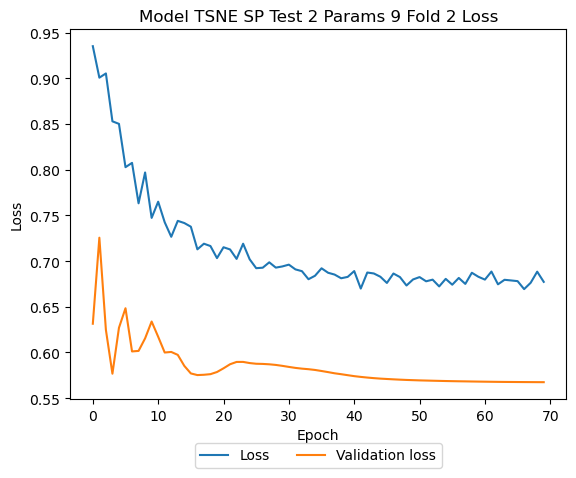 Model TSNE SP Test 2 Params 9 Fold 2 Loss
0.95
0.90
0.85
0.80
0.75
0.70
0.65
0.60
0.55
Loss
0 10 20 30 40 50 60 70
Epoch
Loss Validation loss